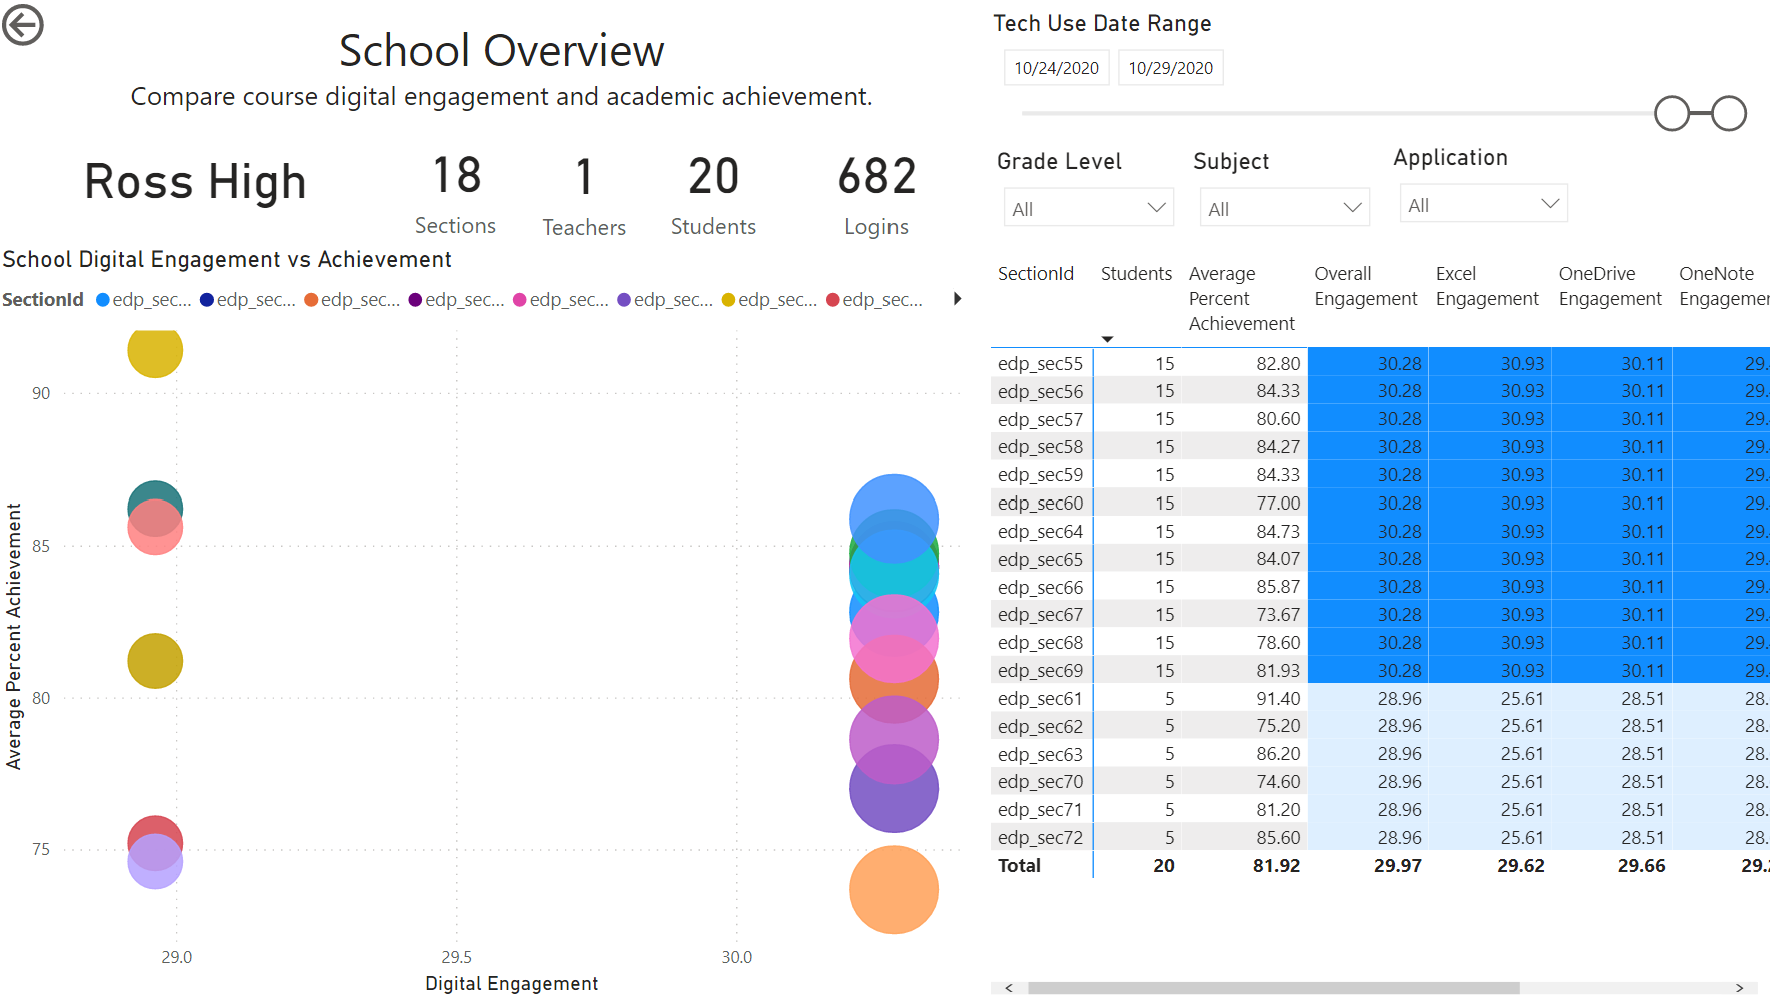 School Overview
Compare course digital engagement and academic achievement.
Ross High
18
Sections
1
Teachers
20
Students
682
Logins
School Digital Engagement vs Achievement
SectionId edp_sec... edp_sec... edp_sec... edp_sec... edp_sec... edp_sec... edp_sec... edp_sec...
Average Percent Achievement
90
85
80
75
29.0 29.5 30.0
Digital Engagement
Tech Use Date Range
10/24/2020 10/29/2020
Grade Level Subject Application
All All All
SectionId Students Average Percent Achievement Overall Engagement Excel Engagement OneDrive Engagement OneNote Engagemen
edp_sec55 15 82.80 30.28 30.93 30.11 29.
edp_sec56 15 84.33 30.28 30.93 30.11 29.
edp_sec57 15 80.60 30.28 30.93 30.11 29.
edp_sec58 15 84.27 30.28 30.93 30.11 29.
edp_sec59 15 84.33 30.28 30.93 30.11 29.
edp_sec60 15 77.00 30.28 30.93 30.11 29.
edp_sec64 15 84.73 30.28 30.93 30.11 29.
edp_sec65 15 84.07 30.28 30.93 30.11 29.
edp_sec66 15 85.87 30.28 30.93 30.11 29.
edp_sec67 15 73.67 30.28 30.93 30.11 29.
edp_sec68 15 78.60 30.28 30.93 30.11 29.
edp_sec69 15 81.93 30.28 30.93 30.11 29.
edp_sec61 5 91.40 28.96 25.61 28.51 28.
edp_sec62 5 75.20 28.96 25.61 28.51 28.
edp_sec63 5 86.20 28.96 25.61 28.51 28.
edp_sec70 5 74.60 28.96 25.61 28.51 28.
edp_sec71 5 81.20 28.96 25.61 28.51 28.
edp_sec72 5 85.60 28.96 25.61 28.51 28.
Total 20 81.92 29.97 29.62 29.66 29.